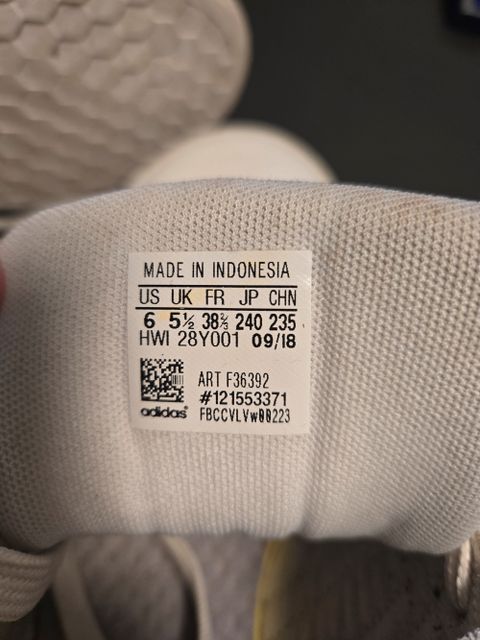 MADE IN INDONESIA
US UK FR JP CHN
6 5½ 38⅔ 240 235
HWI 28Y001 09/18
ART F36392
#121553371
adidas FBCCVLVw00223